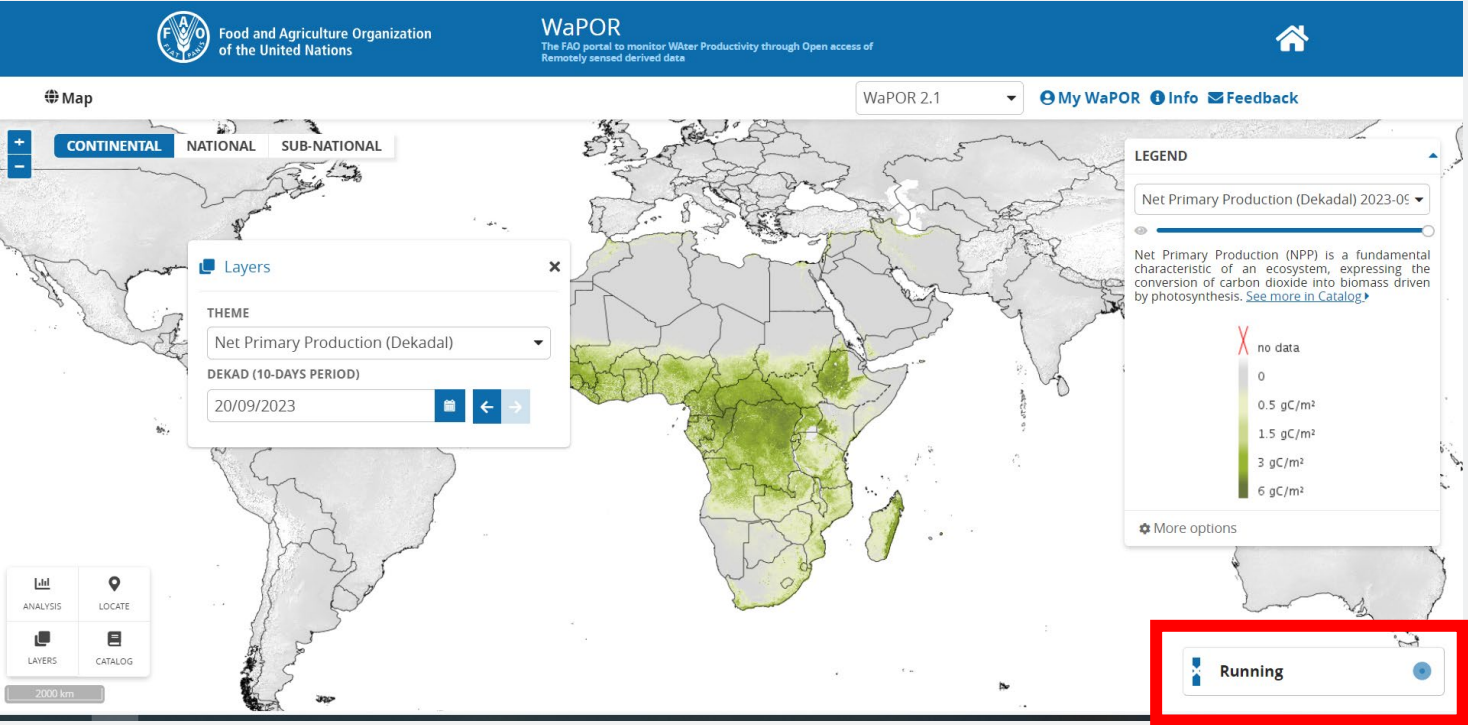 Food and Agriculture Organization
of the United Nations
WaPOR
The FAO portal to monitor WAter Productivity through Open access of
Remotely sensed derived data
Map
WaPOR 2.1
My WaPOR
Info
Feedback
+
−
CONTINENTAL
NATIONAL
SUB-NATIONAL
Layers
×
THEME
Net Primary Production (Dekadal)
DEKAD (10-DAYS PERIOD)
20/09/2023
LEGEND
Net Primary Production (Dekadal) 2023-09
Net Primary Production (NPP) is a fundamental
characteristic of an ecosystem, expressing the
conversion of carbon dioxide into biomass driven
by photosynthesis. See more in Catalog
no data
0
0.5 gC/m²
1.5 gC/m²
3 gC/m²
6 gC/m²
More options
ANALYSIS
LOCATE
LAYERS
CATALOG
2000 km
Running